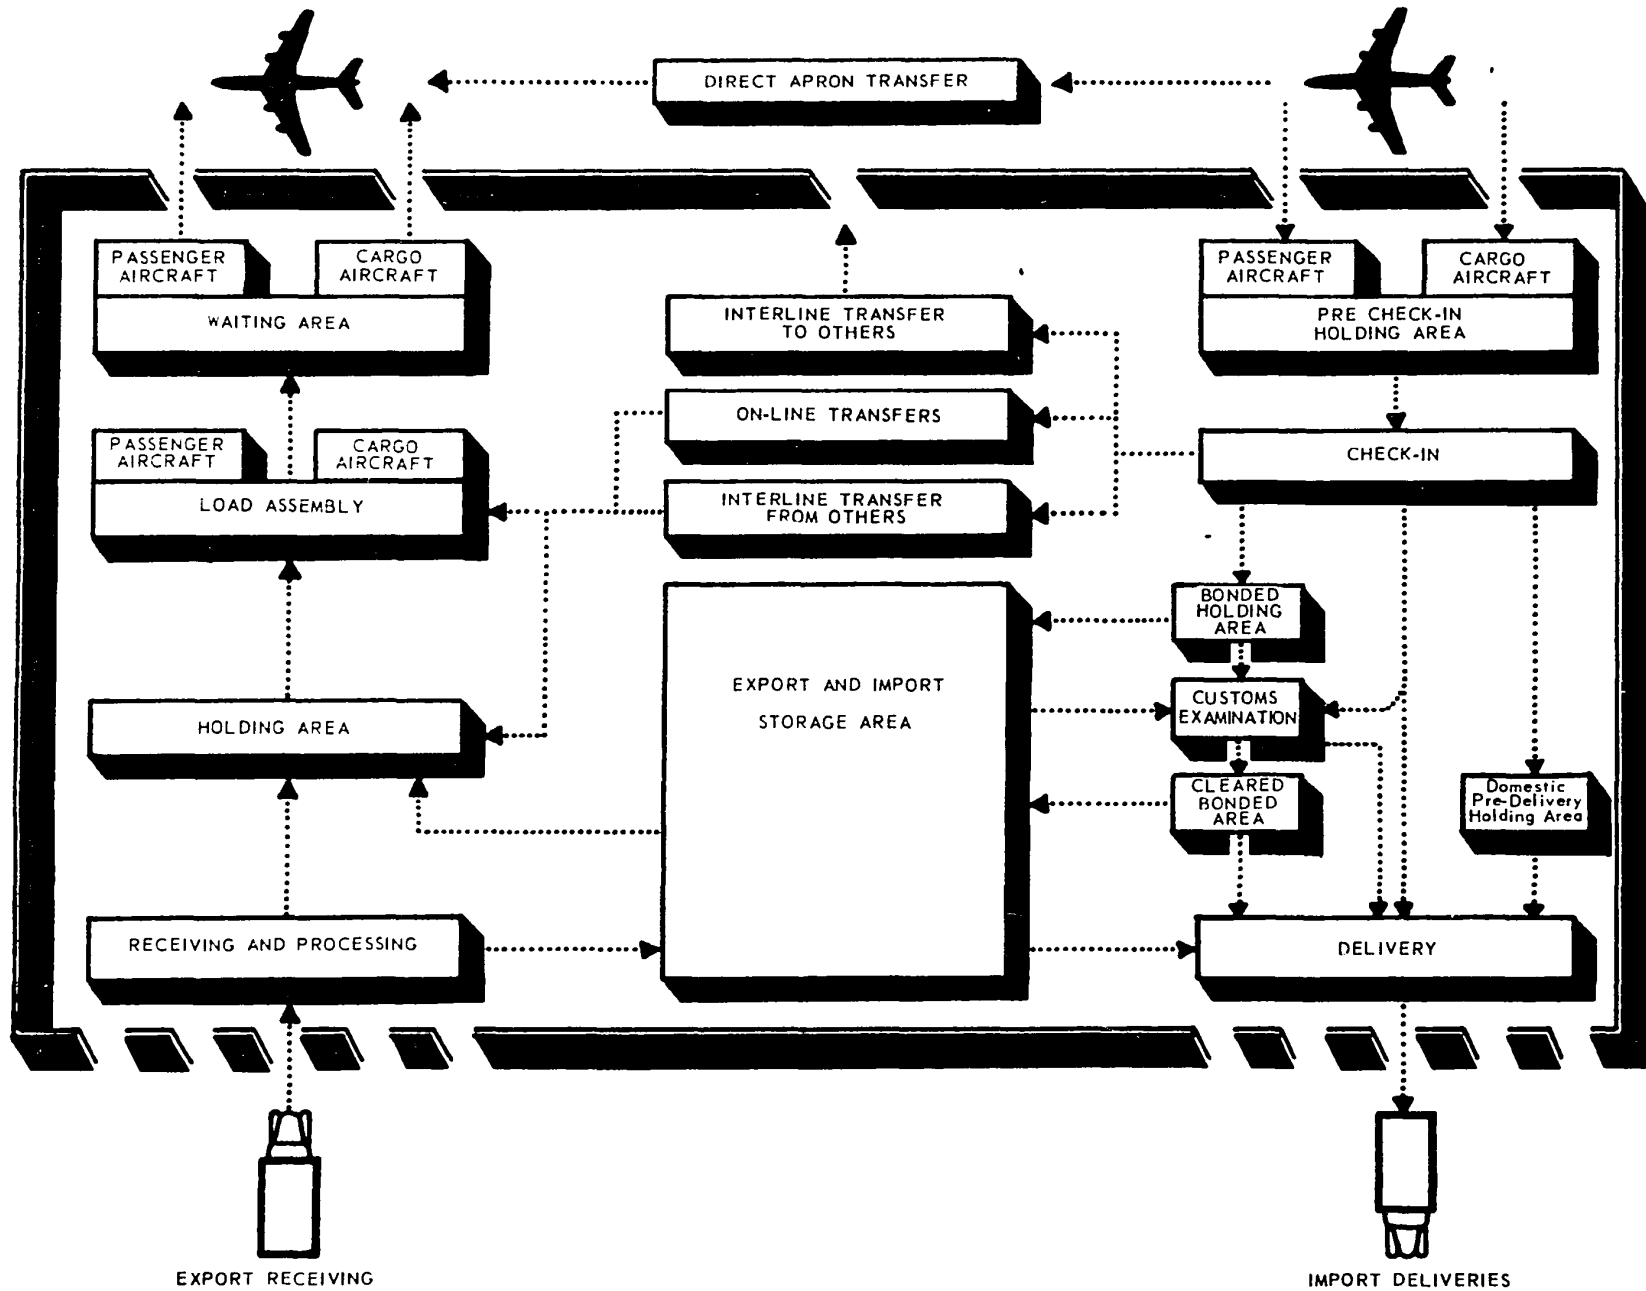 DIRECT APRON TRANSFER
PASSENGER
AIRCRAFT
CARGO
AIRCRAFT
WAITING AREA
INTERLINE TRANSFER
TO OTHERS
PASSENGER
AIRCRAFT
CARGO
AIRCRAFT
PRE CHECK-IN
HOLDING AREA
ON-LINE TRANSFERS
PASSENGER
AIRCRAFT
CARGO
AIRCRAFT
LOAD ASSEMBLY
CHECK-IN
INTERLINE TRANSFER
FROM OTHERS
BONDED
HOLDING
AREA
EXPORT AND IMPORT
STORAGE AREA
CUSTOMS
EXAMINATION
HOLDING AREA
CLEARED
BONDED
AREA
Domestic
Pre-Delivery
Holding Area
RECEIVING AND PROCESSING
DELIVERY
EXPORT RECEIVING
IMPORT DELIVERIES